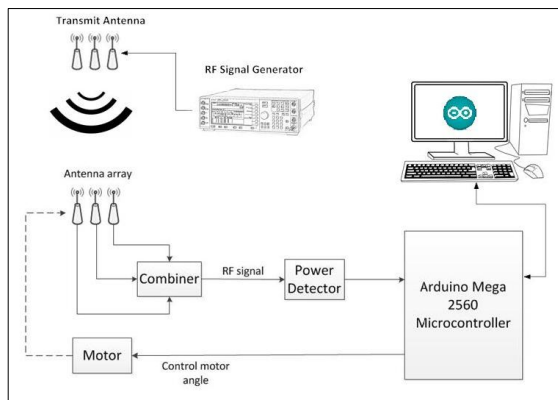 Transmit Antenna
RF Signal Generator
Antenna array
Combiner
RF signal
Power
Detector
Arduino Mega
2560
Microcontroller
Motor
Control motor
angle